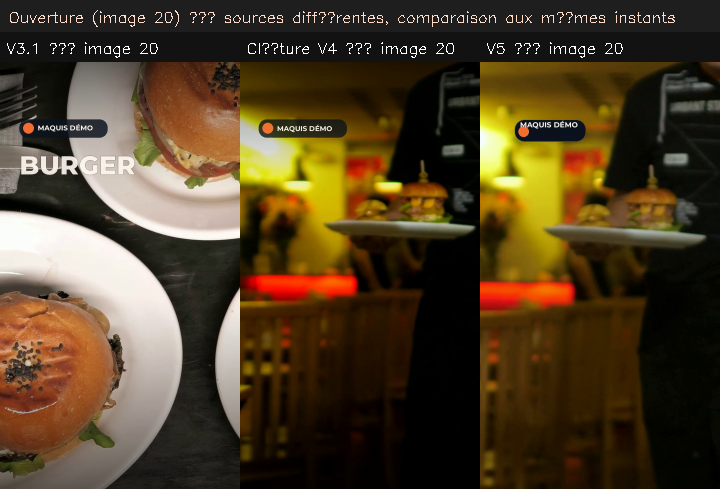 Ouverture (image 20) ??? sources diff??rentes, comparaison aux m??mes instants
V3.1 ??? image 20
Cl??ture V4 ??? image 20
V5 ??? image 20
MAQUIS DÉMO
BURGER
MAQUIS DÉMO
MAQUIS DÉMO